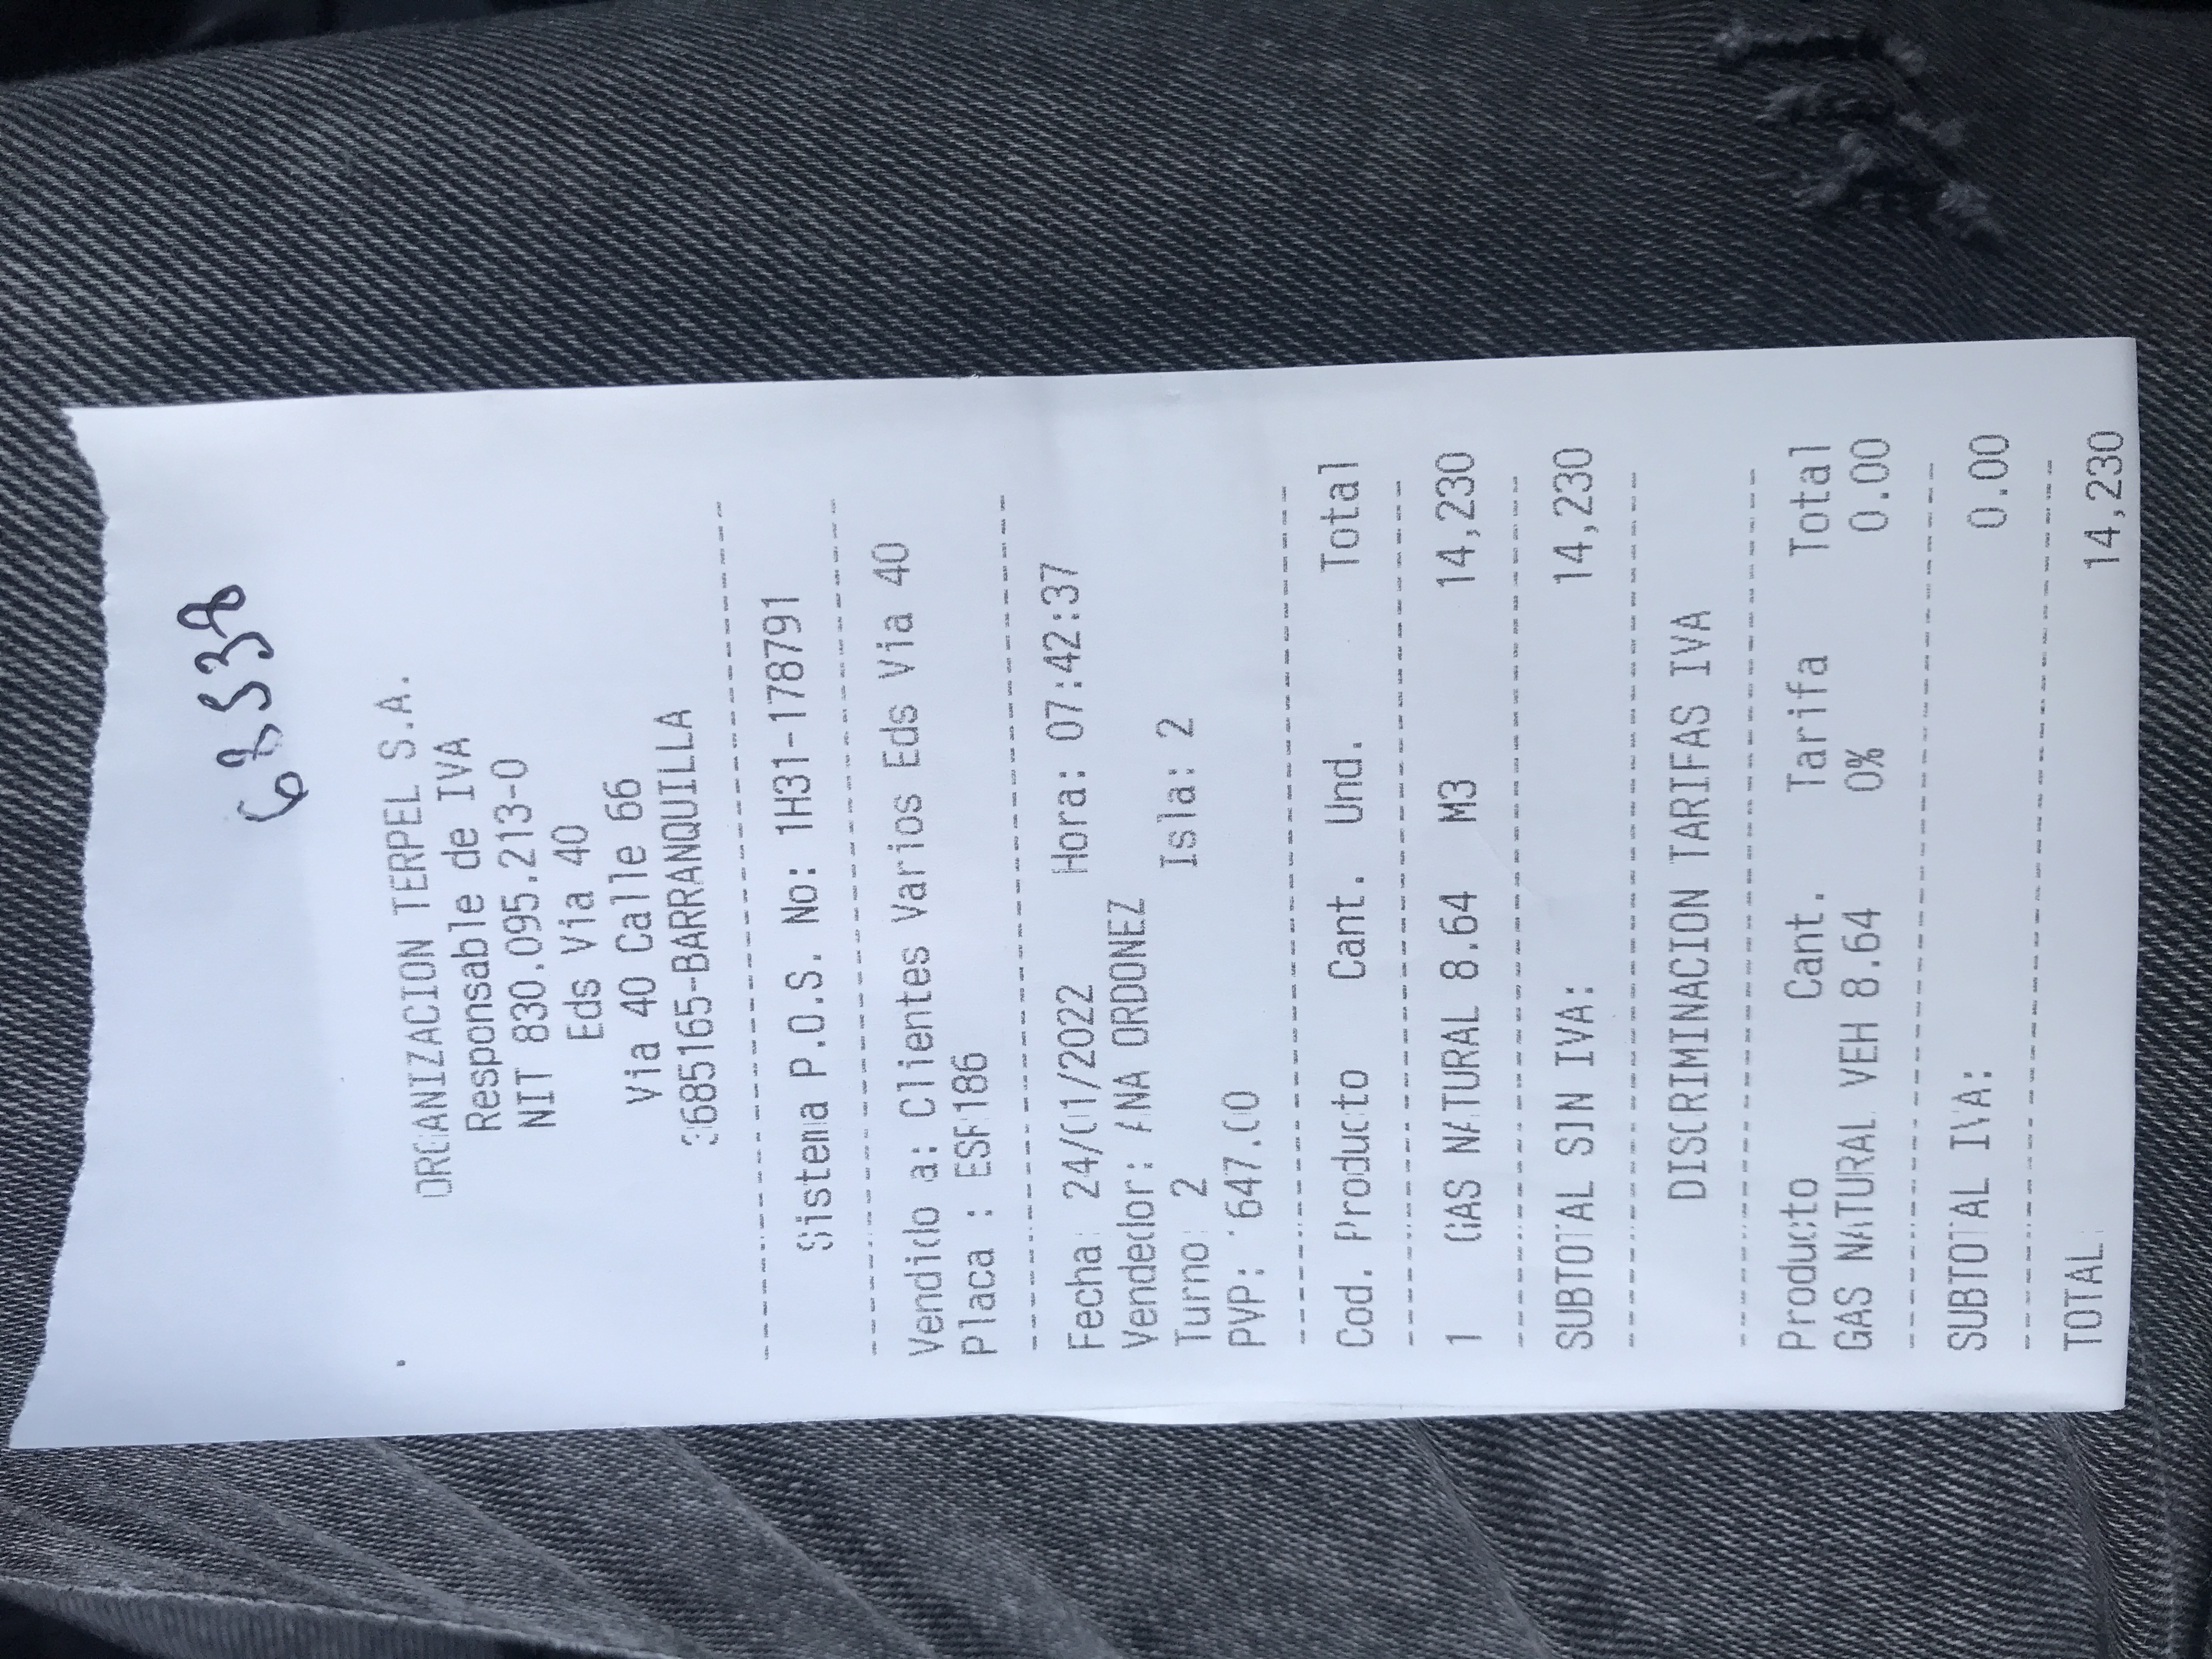 68538
ORGANIZACION TERPEL S.A.
Responsable de IVA
NIT 830.095.213-0
Eds Via 40
Via 40 Calle 66
3685165-BARRANQUILLA
Sistema P.O.S. No: 1H31-178791
Vendido a: Clientes Varios Eds Via 40
Placa :
Fecha: 24/01/2022 Hora: 07:42:37
Vendedor: ANA ORDONEZ
Turno: 2 Isla: 2
PVP: 1647.00
Cod. Producto Cant. Und. Total
1 GAS NATURAL 8.64 M3 14,230
SUBTOTAL SIN IVA: 14,230
DISCRIMINACION TARIFAS IVA
Producto Cant. Tarifa Total
GAS NATURAL VEH 8.64 0% 0.00
SUBTOTAL IVA: 0.00
TOTAL: 14,230